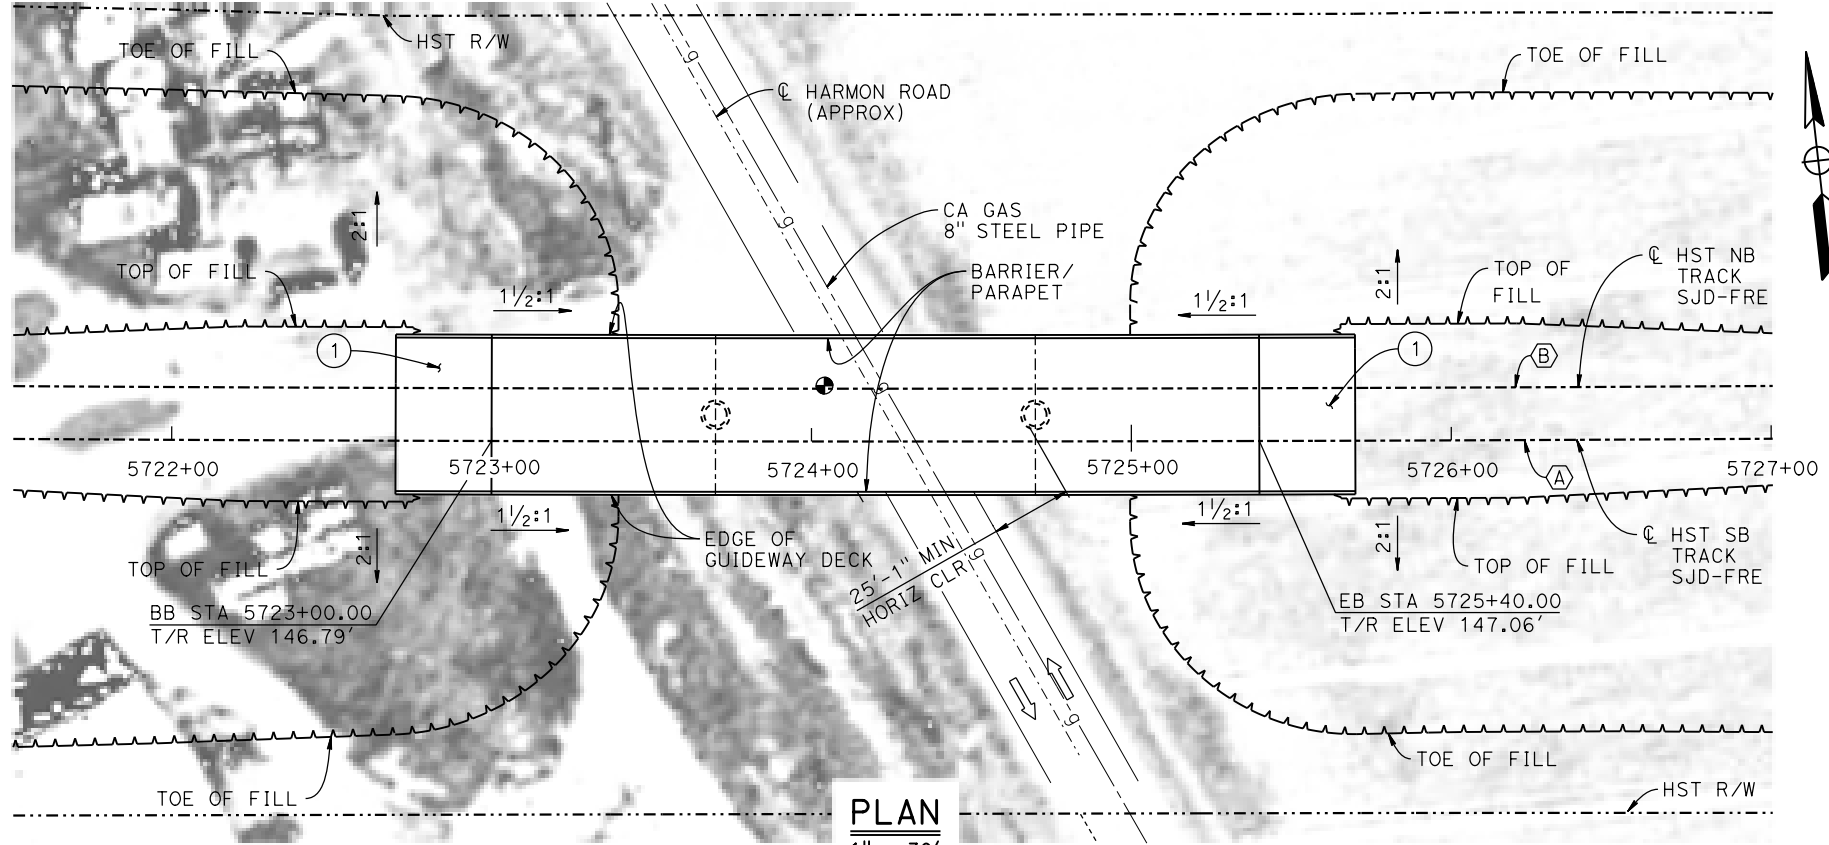 HST R/W
TOE OF FILL
TOE OF FILL
℄ HARMON ROAD
(APPROX)
CA GAS
8" STEEL PIPE
BARRIER/
PARAPET
2:1
TOP OF FILL
1½:1
1½:1
2:1
TOP OF
FILL
℄ HST NB
TRACK
SJD-FRE
1
1
B
5722+00
5723+00
5724+00
5725+00
5726+00
5727+00
A
1½:1
1½:1
2:1
2:1
TOP OF FILL
EDGE OF
GUIDEWAY DECK
25'-1" MIN
HORIZ CLR
TOP OF FILL
℄ HST SB
TRACK
SJD-FRE
BB STA 5723+00.00
T/R ELEV 146.79'
EB STA 5725+40.00
T/R ELEV 147.06'
TOE OF FILL
TOE OF FILL
HST R/W
PLAN